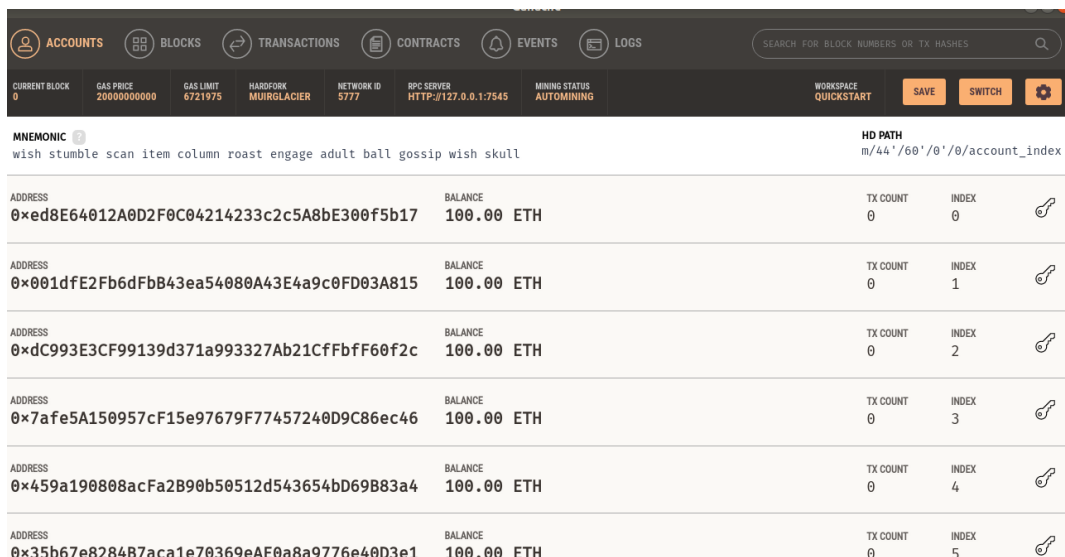 ACCOUNTS BLOCKS TRANSACTIONS CONTRACTS EVENTS LOGS SEARCH FOR BLOCK NUMBERS OR TX HASHES
CURRENT BLOCK GAS PRICE GAS LIMIT HARDFORK NETWORK ID RPC SERVER MINING STATUS WORKSPACE
0 20000000000 6721975 MUIRGLACIER 5777 HTTP://127.0.0.1:7545 AUTOMINING QUICKSTART SAVE SWITCH
MNEMONIC ? HD PATH
wish stumble scan item column roast engage adult ball gossip wish skull m/44'/60'/0'/0/account_index
ADDRESS BALANCE TX COUNT INDEX
0×ed8E64012A0D2F0C04214233c2c5A8bE300f5b17 100.00 ETH 0 0
ADDRESS BALANCE TX COUNT INDEX
0×001dfE2Fb6dFbB43ea54080A43E4a9c0FD03A815 100.00 ETH 0 1
ADDRESS BALANCE TX COUNT INDEX
0×dC993E3CF99139d371a993327Ab21CfFbfF60f2c 100.00 ETH 0 2
ADDRESS BALANCE TX COUNT INDEX
0×7afe5A150957cF15e97679F77457240D9C86ec46 100.00 ETH 0 3
ADDRESS BALANCE TX COUNT INDEX
0×459a190808acFa2B90b50512d543654bD69B83a4 100.00 ETH 0 4
ADDRESS BALANCE TX COUNT INDEX
0×35b67e8284B7aca1e70369eAF0a8a9776e40D3e1 100.00 ETH 0 5